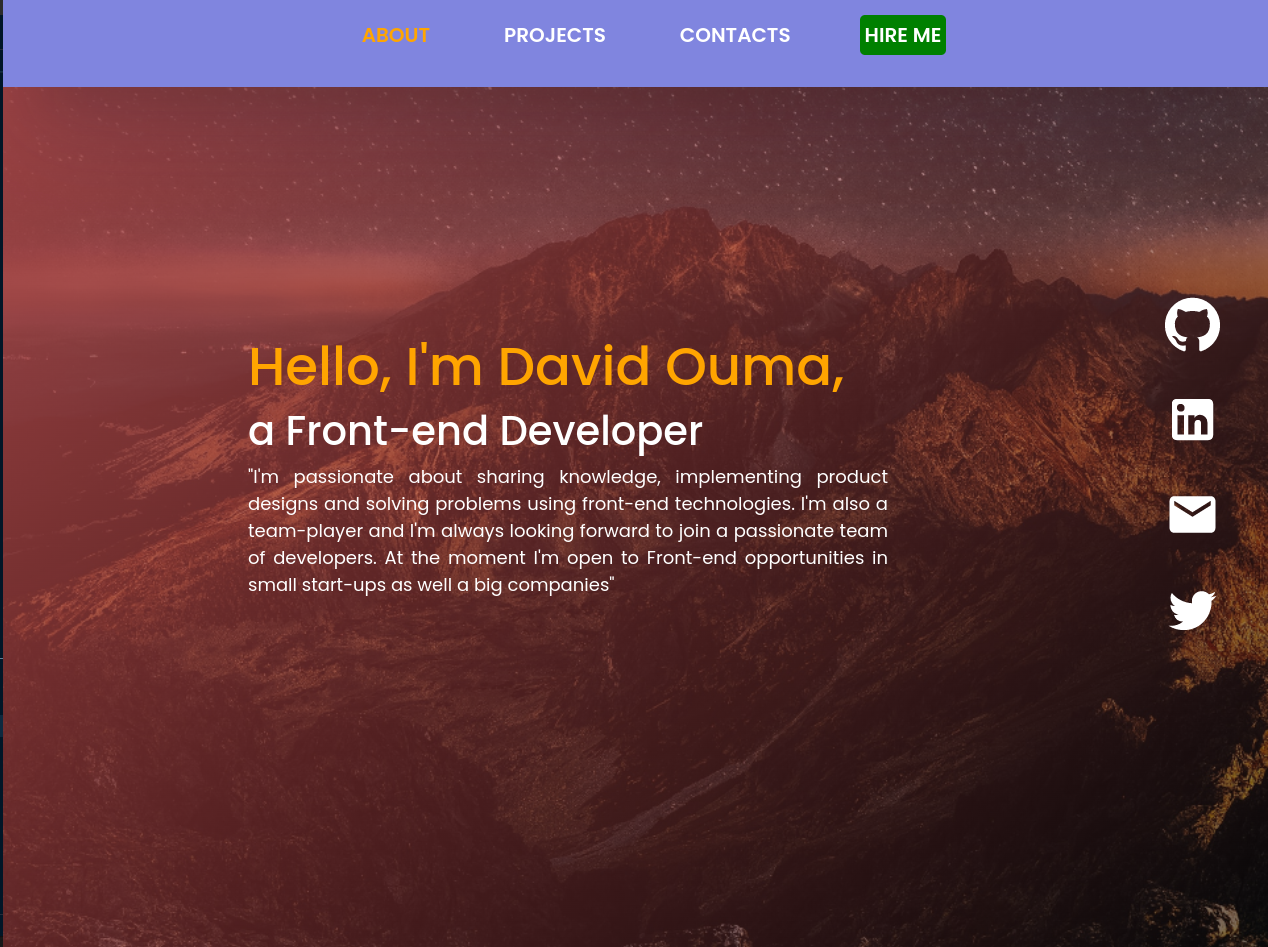 ABOUT PROJECTS CONTACTS HIRE ME
Hello, I'm David Ouma,
a Front-end Developer
"I'm passionate about sharing knowledge, implementing product
designs and solving problems using front-end technologies. I'm also a
team-player and I'm always looking forward to join a passionate team
of developers. At the moment I'm open to Front-end opportunities in
small start-ups as well a big companies"
in